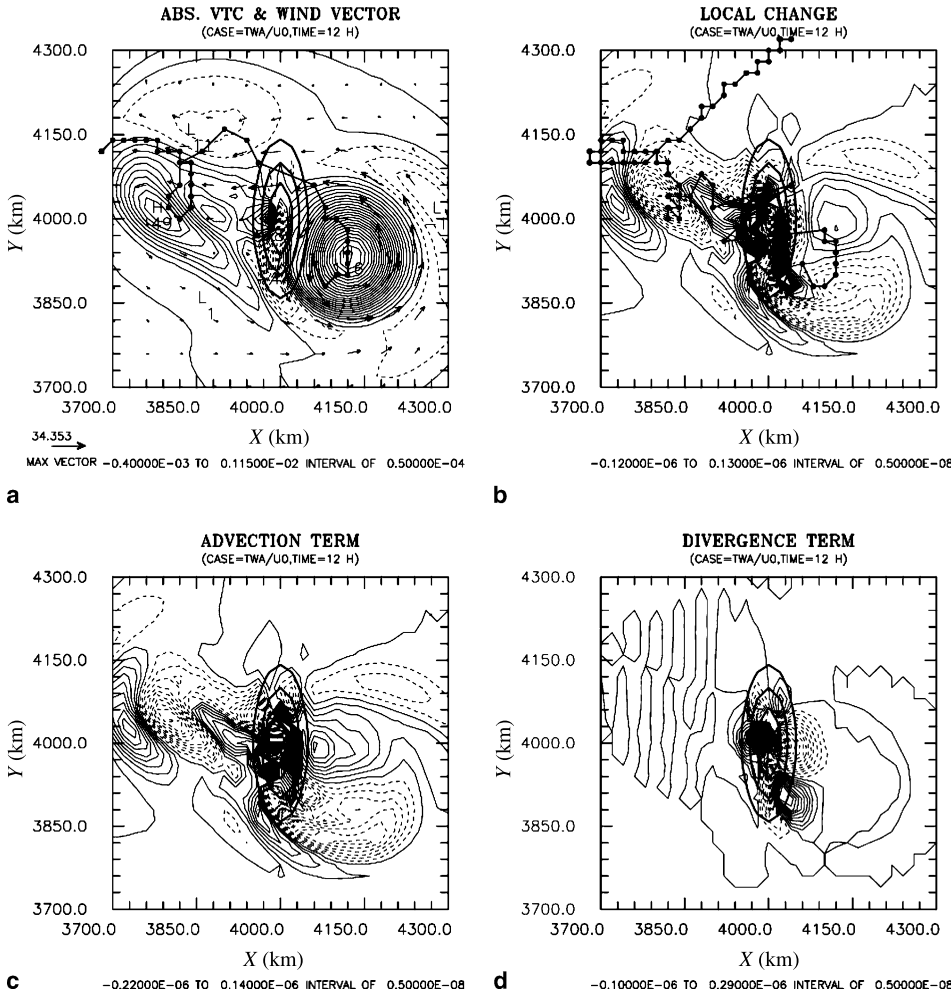 ABS. VTC & WIND VECTOR
(CASE=TWA/U0,TIME=12 H)
4300.0
4150.0
4000.0
3850.0
3700.0
Y (km)
L
H
L
1
L
3700.0 3850.0 4000.0 4150.0 4300.0
X (km)
34.353
MAX VECTOR -0.40000E-03 TO 0.11500E-02 INTERVAL OF 0.50000E-04
a
LOCAL CHANGE
(CASE=TWA/U0,TIME=12 H)
4300.0
4150.0
4000.0
3850.0
3700.0
Y (km)
3700.0 3850.0 4000.0 4150.0 4300.0
X (km)
-0.12000E-06 TO 0.13000E-06 INTERVAL OF 0.50000E-08
b
ADVECTION TERM
(CASE=TWA/U0,TIME=12 H)
4300.0
4150.0
4000.0
3850.0
3700.0
Y (km)
3700.0 3850.0 4000.0 4150.0 4300.0
X (km)
-0.22000E-06 TO 0.14000E-06 INTERVAL OF 0.50000E-08
c
DIVERGENCE TERM
(CASE=TWA/U0,TIME=12 H)
4300.0
4150.0
4000.0
3850.0
3700.0
Y (km)
3700.0 3850.0 4000.0 4150.0 4300.0
X (km)
-0.10000E-06 TO 0.29000E-06 INTERVAL OF 0.50000E-09
d